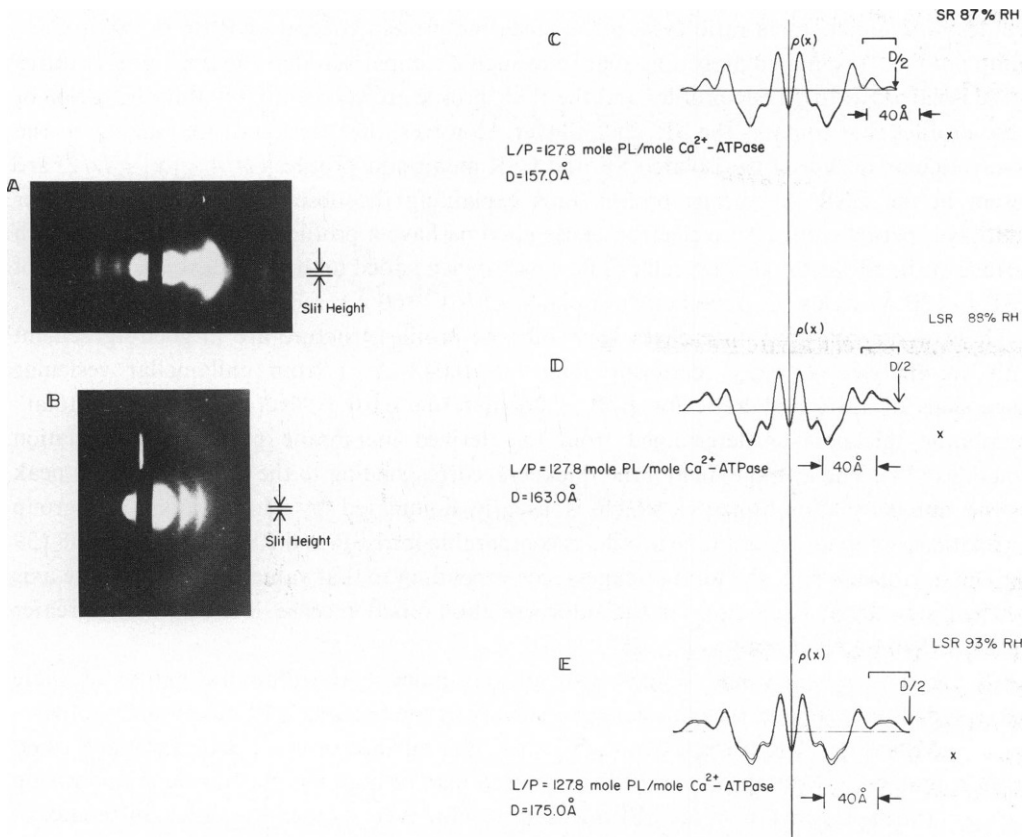 A
Slit Height
B
Slit Height
SR 87% RH
C
ρ(x)
D/2
40Å
x
L/P = 127.8 mole PL/mole Ca²⁺-ATPase
D=157.0Å
LSR 88% RH
D
ρ(x)
D/2
x
40Å
L/P = 127.8 mole PL/mole Ca²⁺-ATPase
D=163.0Å
LSR 93% RH
E
ρ(x)
D/2
x
40Å
L/P = 127.8 mole PL/mole Ca²⁺-ATPase
D=175.0Å